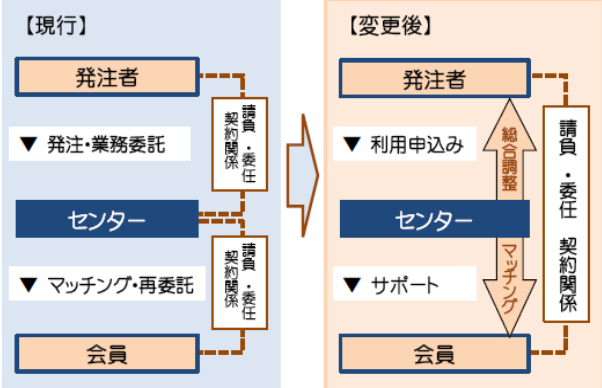 【現行】
発注者
請負・委任
契約関係
▼ 発注・業務委託
センター
請負・委任
契約関係
▼ マッチング・再委託
会員
【変更後】
発注者
▼ 利用申込み
総合調整
請負・委任 契約関係
センター
マッチング
▼ サポート
会員